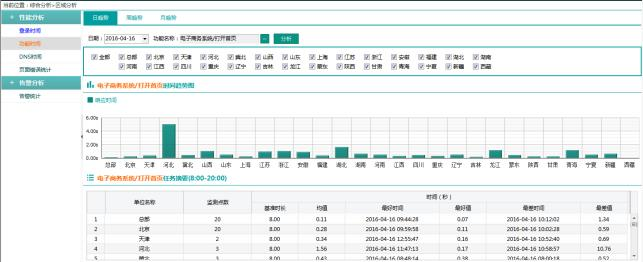 当前位置：综合分析>区域分析
+ 性能分析
登录时间
功能时间
DNS时间
页面错误统计
+ 告警分析
告警统计
日趋势 周趋势 月趋势
日期：2016-04-16 功能名称：电子商务系统/打开首页 ... 分析
全部 总部 北京 天津 河北 冀北 山西 山东 上海 江苏 浙江 安徽 福建 湖北 湖南
河南 江西 四川 重庆 辽宁 吉林 龙江 蒙东 陕西 甘肃 青海 宁夏 新疆 西藏
电子商务系统/打开首页时间趋势图
响应时间
6.00s
4.00s
2.00s
0.00s
总部 北京 天津 河北 冀北 山西 山东 上海 江苏 浙江 安徽 福建 湖北 湖南 河南 江西 四川 重庆 辽宁 吉林 龙江 蒙东 陕西 甘肃 青海 宁夏 新疆 西藏
电子商务系统/打开首页任务摘要(8:00-20:00)
单位名称 监测点数 时间（秒）
基准时长 均值 最好时间 最好值 最差时间 最差值
1 总部 20 8.00 0.11 2016-04-16 09:44:28 0.07 2016-04-16 10:12:02 1.34
2 北京 20 8.00 0.28 2016-04-16 09:59:58 0.11 2016-04-16 10:02:28 0.59
3 天津 2 8.00 0.34 2016-04-16 12:55:47 0.16 2016-04-16 10:52:40 0.69
4 河北 3 8.00 1.56 2016-04-16 11:47:13 0.17 2016-04-16 10:58:57 10.76
5 冀北 3 8.00 0.43 2016-04-16 08:48:14 0.38 2016-04-16 08:00:18 0.52